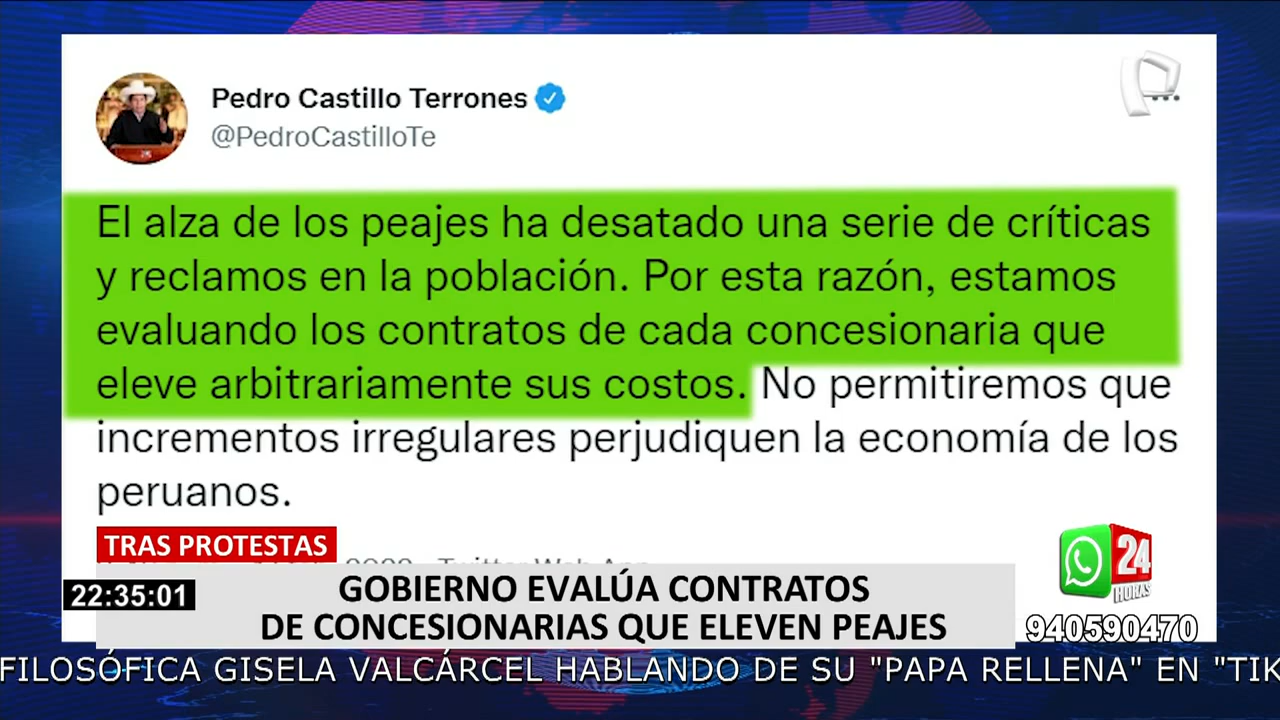 Pedro Castillo Terrones
@PedroCastilloTe
El alza de los peajes ha desatado una serie de críticas
y reclamos en la población. Por esta razón, estamos
evaluando los contratos de cada concesionaria que
eleve arbitrariamente sus costos. No permitiremos que
incrementos irregulares perjudiquen la economía de los
peruanos.
TRAS PROTESTAS
22:35:01
GOBIERNO EVALÚA CONTRATOS
DE CONCESIONARIAS QUE ELEVEN PEAJES
24
HORAS
940590470
FILOSÓFICA GISELA VALCÁRCEL HABLANDO DE SU "PAPA RELLENA" EN "TIK